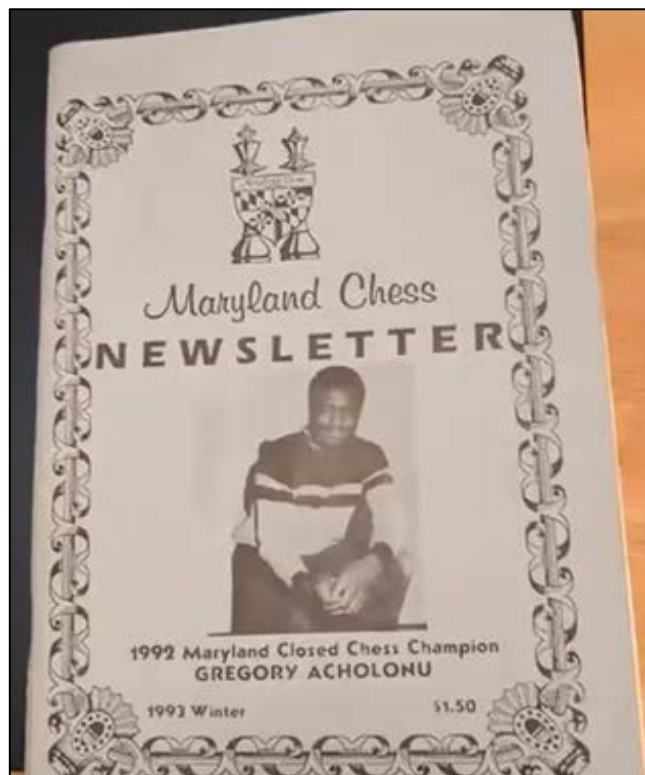 Maryland Chess
NEWSLETTER
1992 Maryland Closed Chess Champion
GREGORY ACHOLONU
1993 Winter $1.50